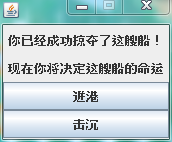 你已经成功掠夺了这艘船！
现在你将决定这艘船的命运
进港
击沉